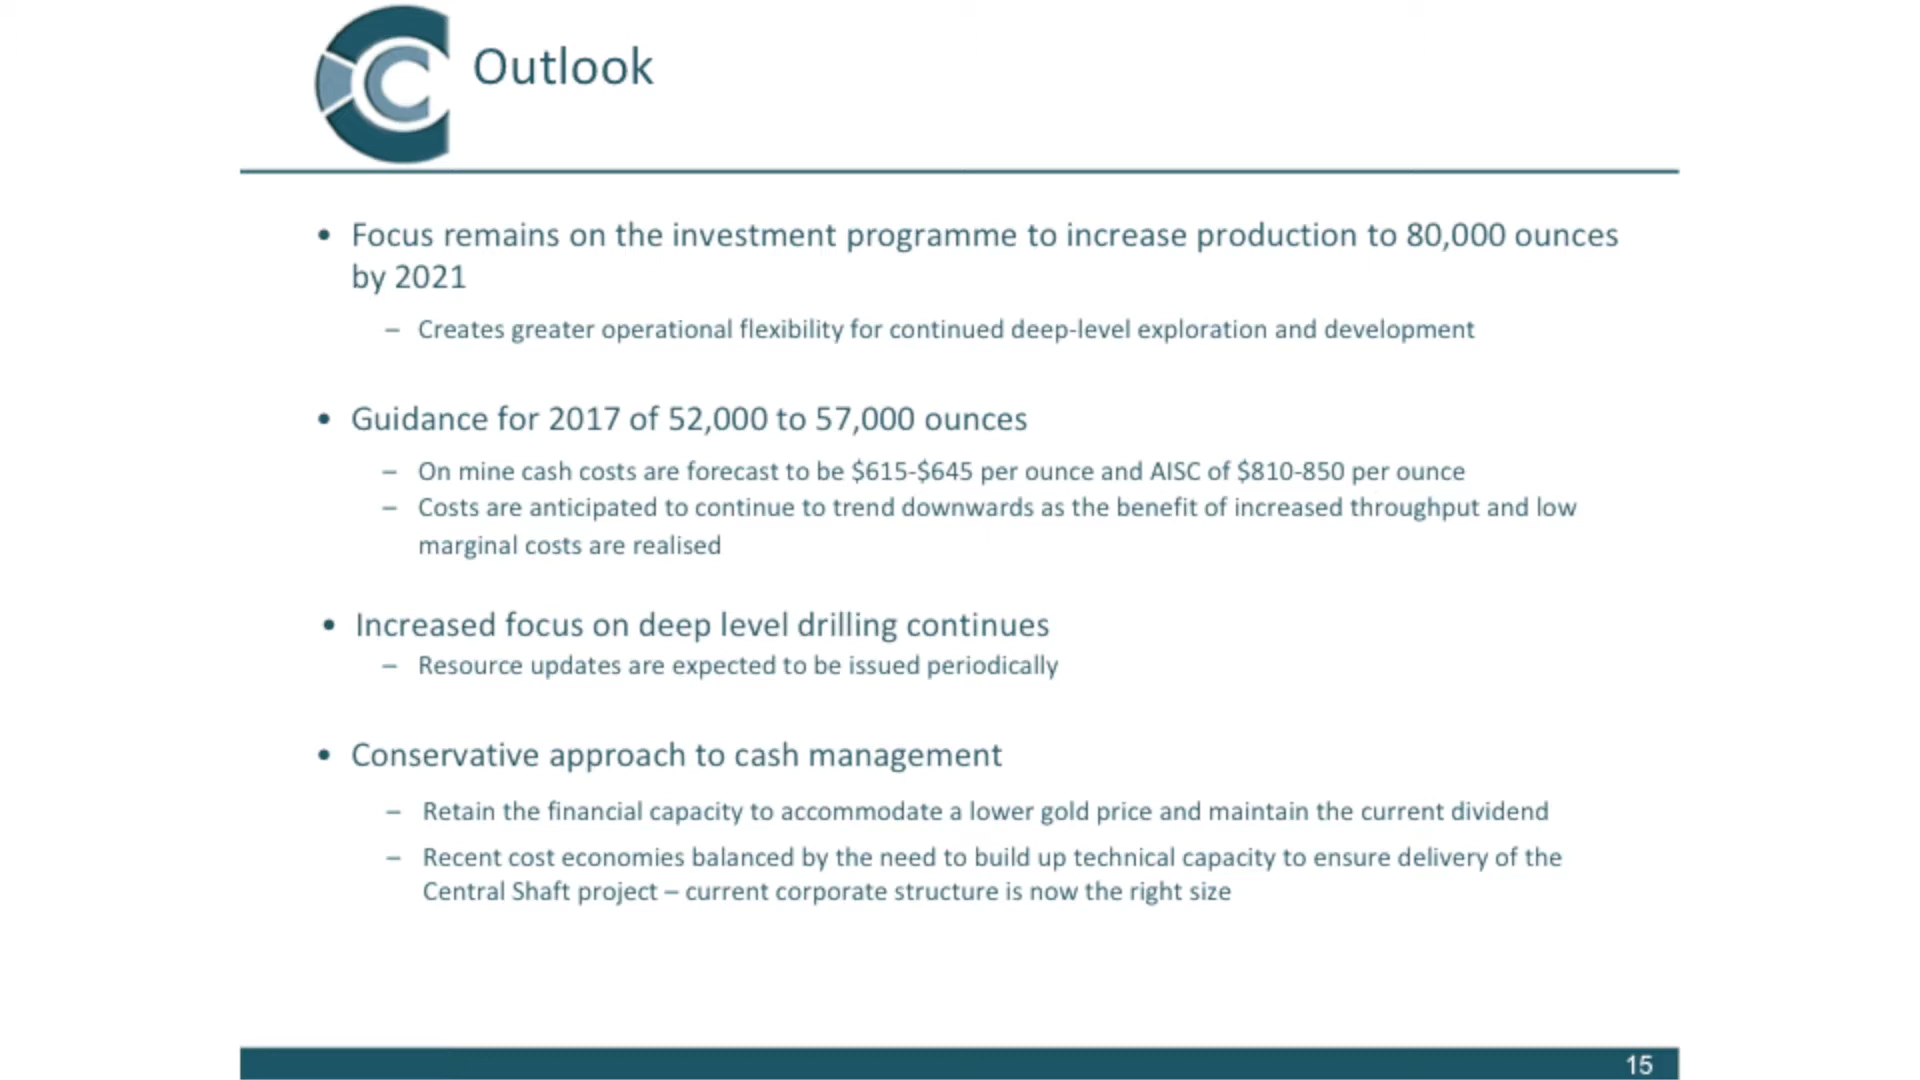 Outlook
• Focus remains on the investment programme to increase production to 80,000 ounces
by 2021
– Creates greater operational flexibility for continued deep-level exploration and development
• Guidance for 2017 of 52,000 to 57,000 ounces
– On mine cash costs are forecast to be $615-$645 per ounce and AISC of $810-850 per ounce
– Costs are anticipated to continue to trend downwards as the benefit of increased throughput and low
marginal costs are realised
• Increased focus on deep level drilling continues
– Resource updates are expected to be issued periodically
• Conservative approach to cash management
– Retain the financial capacity to accommodate a lower gold price and maintain the current dividend
– Recent cost economies balanced by the need to build up technical capacity to ensure delivery of the
Central Shaft project – current corporate structure is now the right size
15